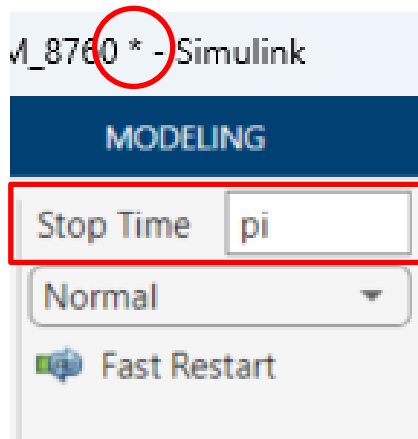 M_8760 * - Simulink
MODELING
Stop Time pi
Normal
Fast Restart